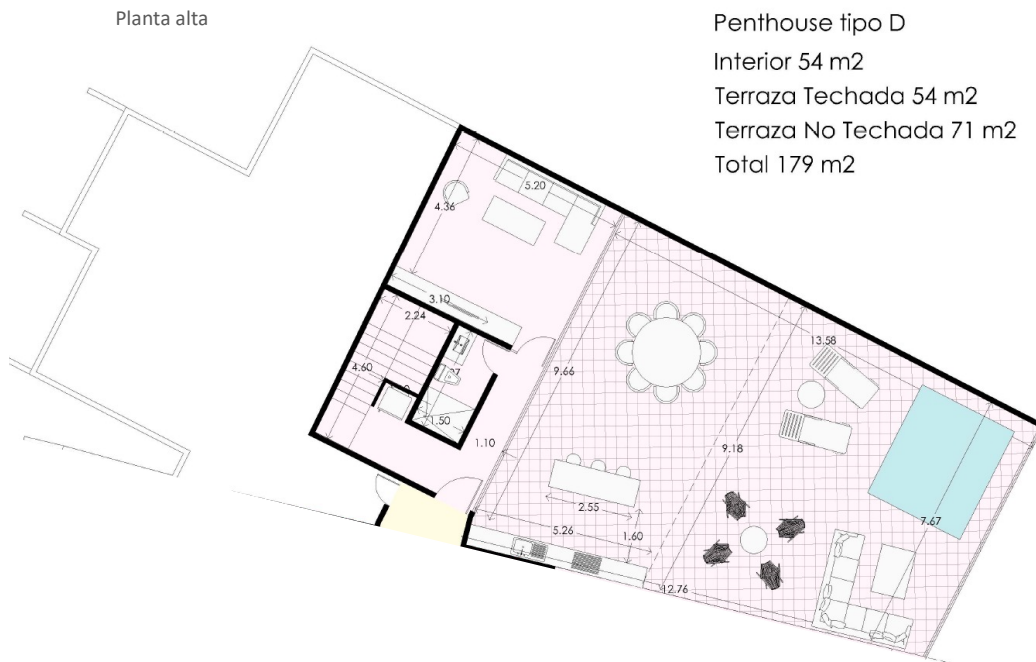 Planta alta
Penthouse tipo D
Interior 54 m2
Terraza Techada 54 m2
Terraza No Techada 71 m2
Total 179 m2
5.20
4.36
3.10
2.24
13.58
4.60
9.66
1.50
1.10
9.18
2.55
5.26
1.60
7.67
12.76